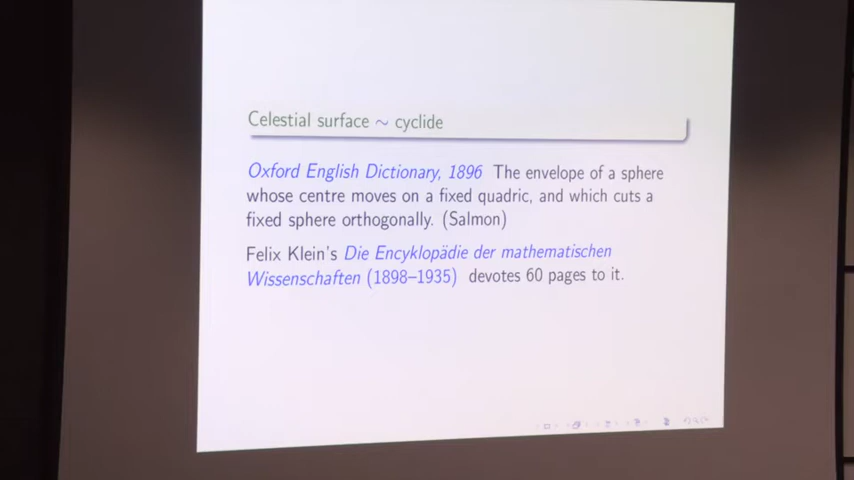 Celestial surface ~ cyclide
Oxford English Dictionary, 1896 The envelope of a sphere
whose centre moves on a fixed quadric, and which cuts a
fixed sphere orthogonally. (Salmon)
Felix Klein's Die Encyklopädie der mathematischen
Wissenschaften (1898–1935) devotes 60 pages to it.